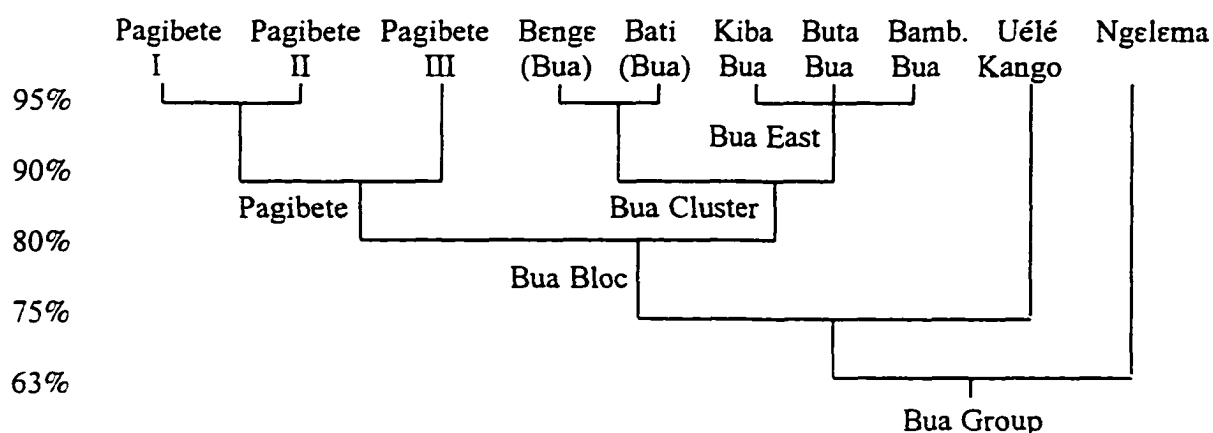 Pagibete Pagibete Pagibete Bɛngɛ Bati Kiba Buta Bamb. Uélé Ngɛlɛma
I II III (Bua) (Bua) Bua Bua Bua Kango
95%
Bua East
90%
Pagibete Bua Cluster
80%
Bua Bloc
75%
63%
Bua Group